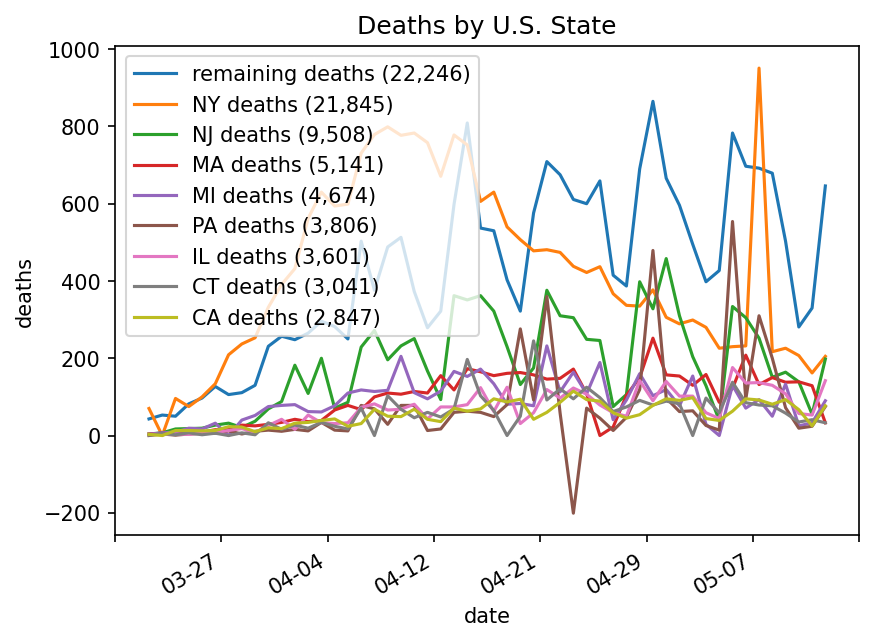 Deaths by U.S. State
1000
800
600
400
200
0
−200
deaths
remaining deaths (22,246)
NY deaths (21,845)
NJ deaths (9,508)
MA deaths (5,141)
MI deaths (4,674)
PA deaths (3,806)
IL deaths (3,601)
CT deaths (3,041)
CA deaths (2,847)
03-27
04-04
04-12
04-21
04-29
05-07
date